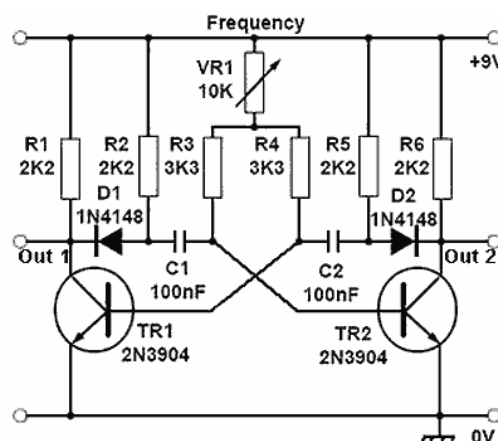 Frequency
+9V
VR1
10K
R1
2K2
R2
2K2
R3
3K3
R4
3K3
R5
2K2
R6
2K2
D1
1N4148
D2
1N4148
Out 1
Out 2
C1
100nF
C2
100nF
TR1
2N3904
TR2
2N3904
0V